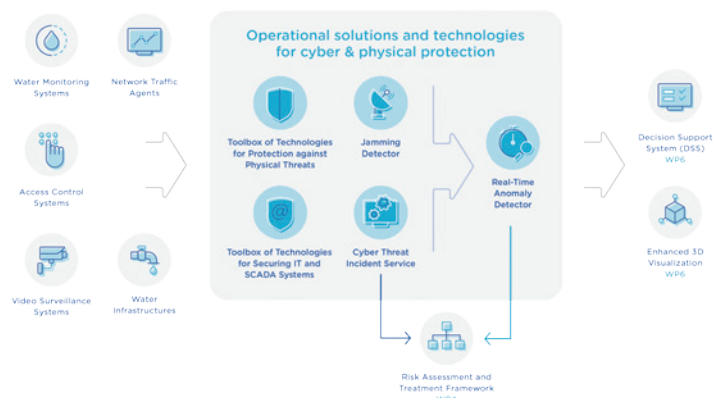 Operational solutions and technologies
for cyber & physical protection
Water Monitoring
Systems
Network Traffic
Agents
Access Control
Systems
Video Surveillance
Systems
Water
Infrastructures
Toolbox of Technologies
for Protection against
Physical Threats
Jamming
Detector
@
Toolbox of Technologies
for Securing IT and
SCADA Systems
Cyber Threat
Incident Service
Real-Time
Anomaly
Detector
Decision Support
System (DSS)
WP6
Enhanced 3D
Visualization
WP6
Risk Assessment and
Treatment Framework